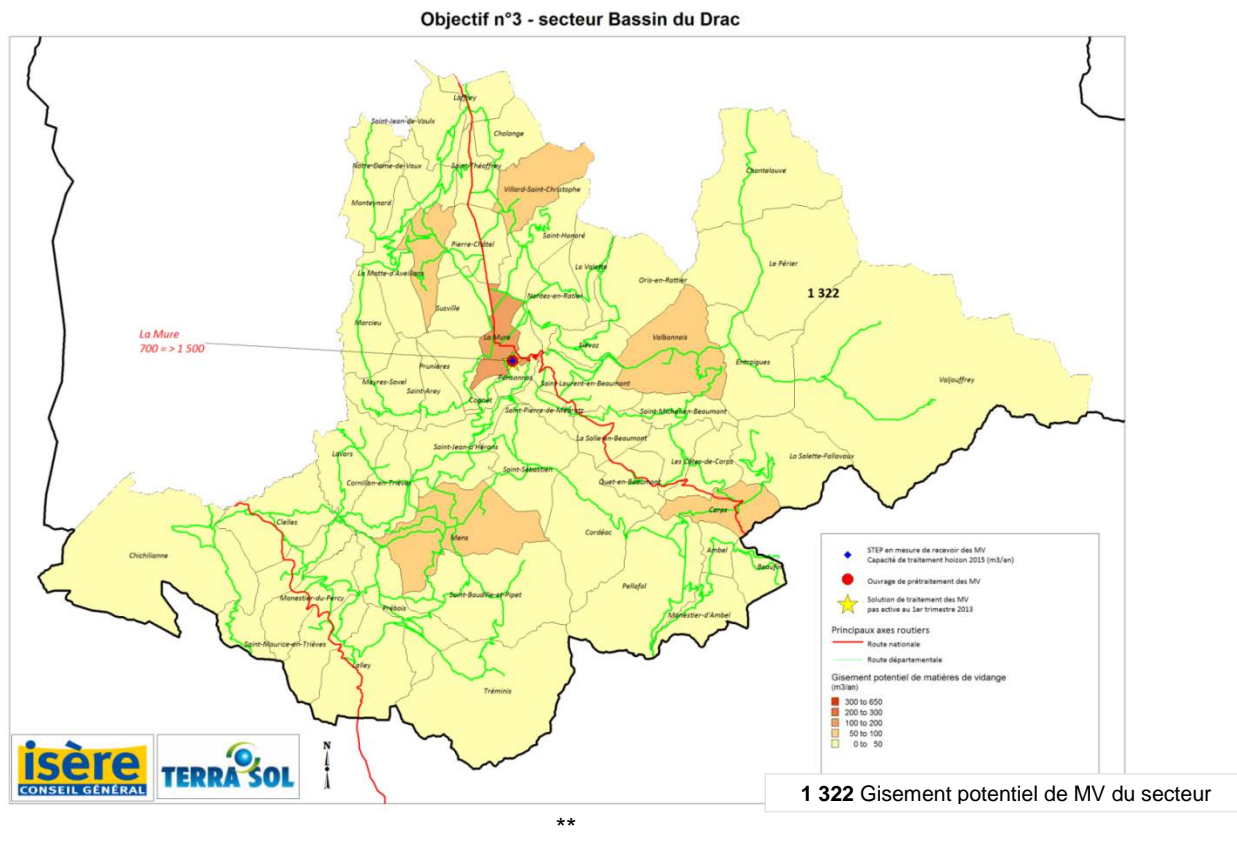 Objectif n°3 - secteur Bassin du Drac
Laffrey
Saint-Jean-de-Vaulx
Cholonge
Notre-Dame-de-Vaux
Saint-Théoffrey
Chantelouve
Villard-Saint-Christophe
Monteynard
Saint-Honoré
Pierre-Châtel
La Valette
Le Périer
La Motte-d'Aveillans
Oris-en-Rattier
1 322
Nantes-en-Ratier
Susville
Marcieu
La Mure
700 = > 1 500
La Mure
Valbonnais
Siévoz
Entraigues
Prunières
Valjouffrey
Ponsonnas
Mayres-Savel
Saint-Laurent-en-Beaumont
Saint-Arey
Cognet
Saint-Pierre-de-Méarotz
Saint-Michel-en-Beaumont
La Salle-en-Beaumont
Saint-Jean-d'Hérans
Lavars
La Salette-Fallavaux
Les Côtes-de-Corps
Saint-Sébastien
Cornillon-en-Trièves
Quet-en-Beaumont
Corps
Clelles
Cordéac
Mens
Chichilianne
Ambel
Beaufin
Pellafol
Saint-Baudille-et-Pipet
Monestier-du-Percy
Prébois
Monestier-d'Ambel
Saint-Maurice-en-Trièves
Lalley
Tréminis
STEP en mesure de recevoir des MV
Capacité de traitement hoizon 2015 (m3/an)
Ouvrage de prétraitement des MV
Solution de traitement des MV
pas active au 1er trimestre 2013
Principaux axes routiers
Route nationale
Route départementale
Gisement potentiel de matières de vidange
(m3/an)
300 to 650
200 to 300
100 to 200
50 to 100
0 to 50
isère
CONSEIL GÉNÉRAL
TERRA SOL
N
1 322 Gisement potentiel de MV du secteur
**